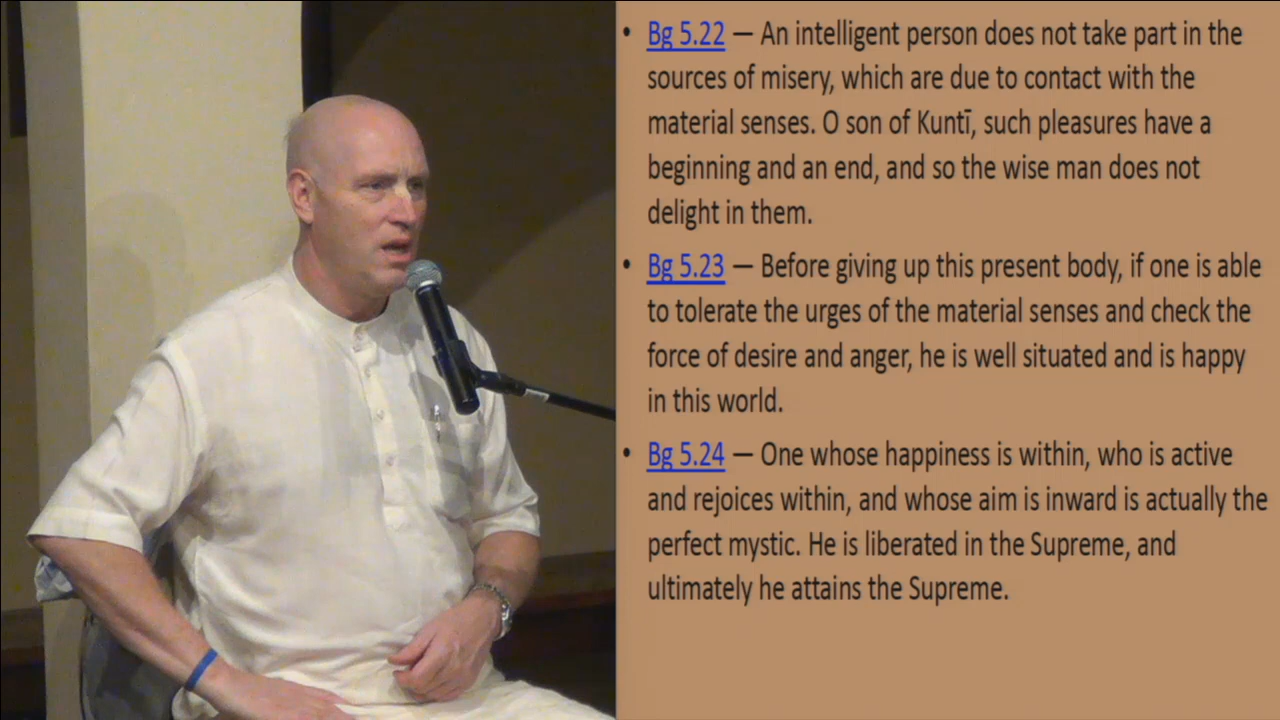 • Bg 5.22 — An intelligent person does not take part in the
sources of misery, which are due to contact with the
material senses. O son of Kuntī, such pleasures have a
beginning and an end, and so the wise man does not
delight in them.
• Bg 5.23 — Before giving up this present body, if one is able
to tolerate the urges of the material senses and check the
force of desire and anger, he is well situated and is happy
in this world.
• Bg 5.24 — One whose happiness is within, who is active
and rejoices within, and whose aim is inward is actually the
perfect mystic. He is liberated in the Supreme, and
ultimately he attains the Supreme.